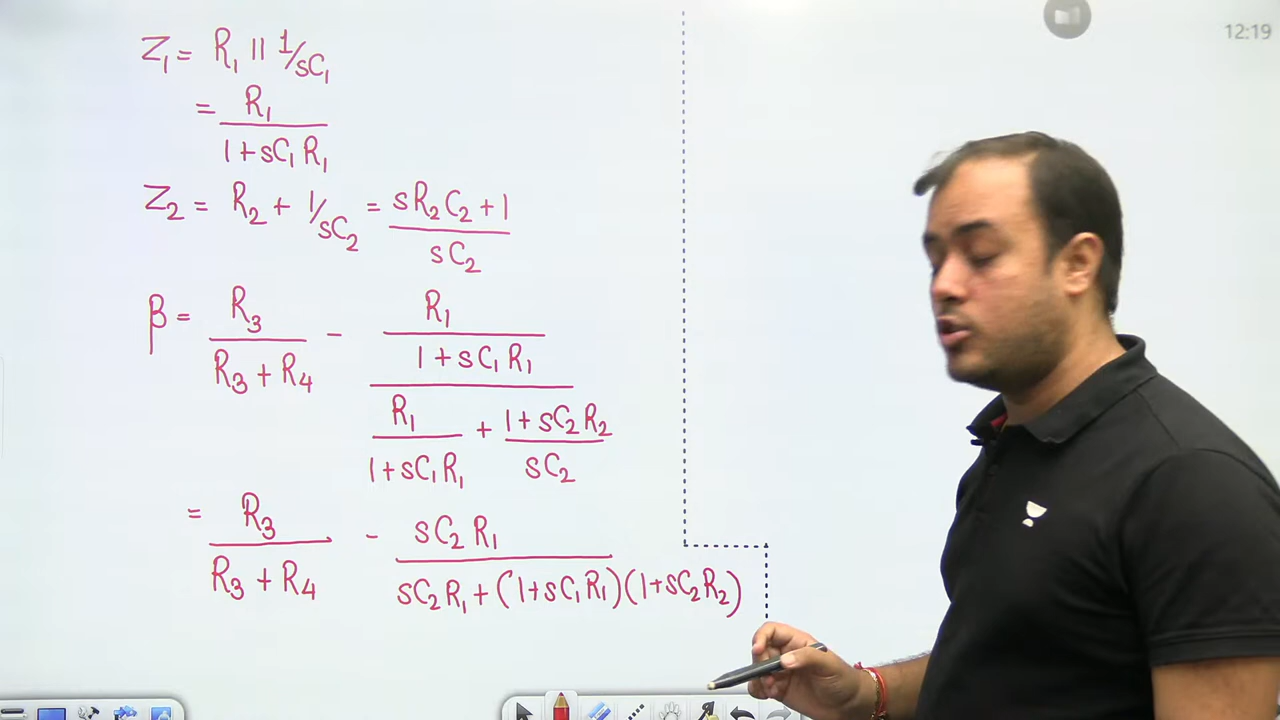 Z₁ = R₁ || 1/sC₁
= R₁ / (1 + sC₁R₁)
Z₂ = R₂ + 1/sC₂ = (sR₂C₂ + 1) / sC₂
β = R₃ / (R₃ + R₄) - (R₁ / (1 + sC₁R₁)) / (R₁ / (1 + sC₁R₁) + (1 + sC₂R₂) / sC₂)
= R₃ / (R₃ + R₄) - sC₂R₁ / (sC₂R₁ + (1+sC₁R₁)(1+sC₂R₂))
12:19